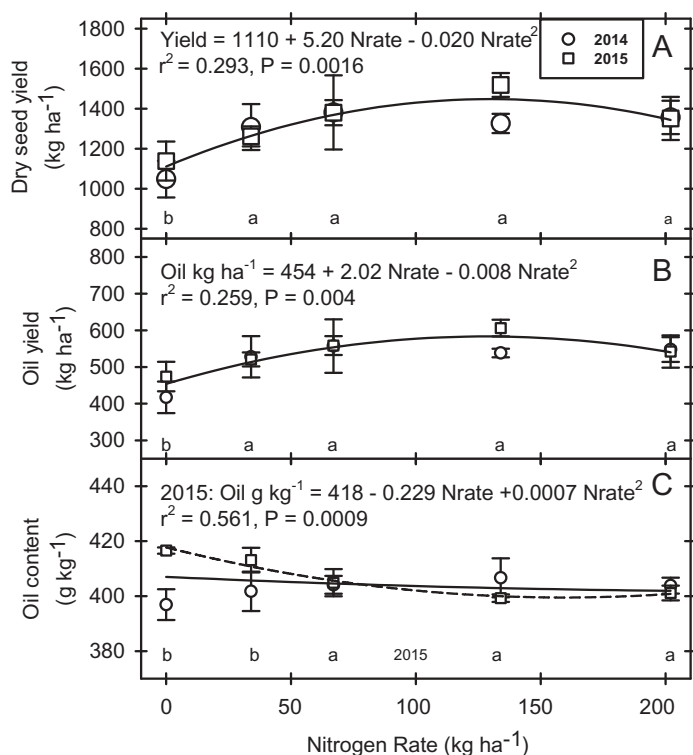 Yield = 1110 + 5.20 Nrate - 0.020 Nrate²
r² = 0.293, P = 0.0016
A
2014
2015
Dry seed yield
(kg ha⁻¹)
1800
1600
1400
1200
1000
800
b a a a a
Oil kg ha⁻¹ = 454 + 2.02 Nrate - 0.008 Nrate²
r² = 0.259, P = 0.004
B
Oil yield
(kg ha⁻¹)
800
700
600
500
400
300
b a a a a
2015: Oil g kg⁻¹ = 418 - 0.229 Nrate +0.0007 Nrate²
r² = 0.561, P = 0.0009
C
Oil content
(g kg⁻¹)
440
420
400
380
360
b b a 2015 a a
0 50 100 150 200
Nitrogen Rate (kg ha⁻¹)